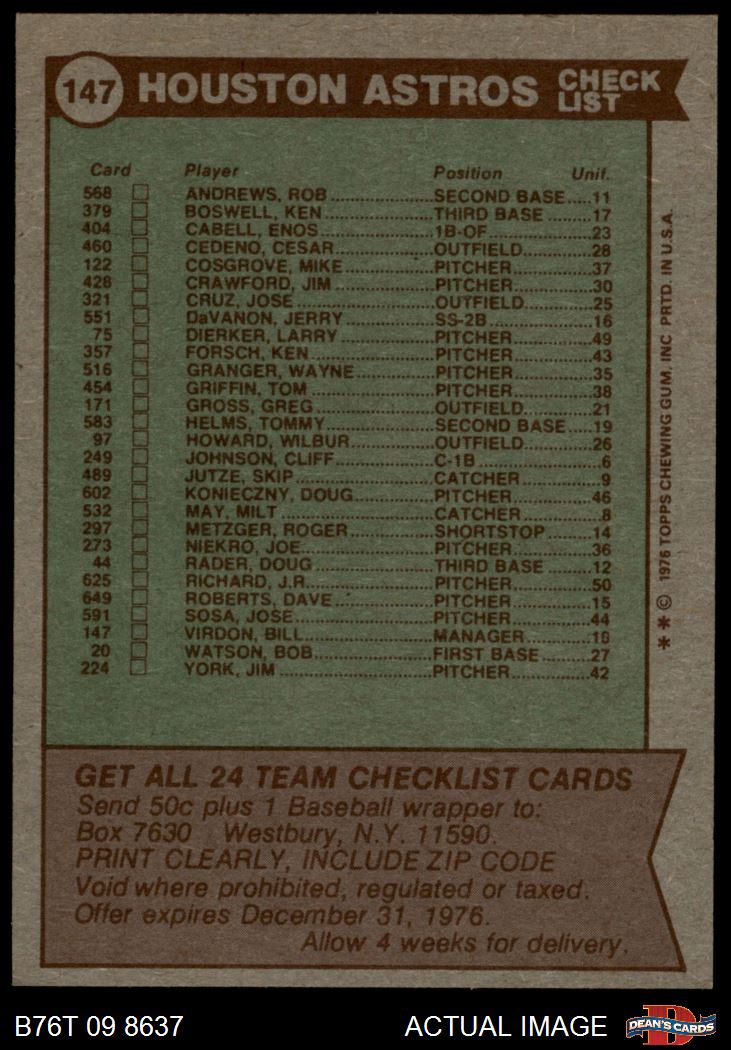 147 HOUSTON ASTROS CHECK LIST
Card Player Position Unif.
568 ANDREWS, ROB SECOND BASE 11
379 BOSWELL, KEN THIRD BASE 17
404 CABELL, ENOS 1B-OF 23
460 CEDENO, CESAR OUTFIELD 28
122 COSGROVE, MIKE PITCHER 37
428 CRAWFORD, JIM PITCHER 30
321 CRUZ, JOSE OUTFIELD 25
551 DaVANON, JERRY SS-2B 16
75 DIERKER, LARRY PITCHER 49
357 FORSCH, KEN PITCHER 43
516 GRANGER, WAYNE PITCHER 35
454 GRIFFIN, TOM PITCHER 38
171 GROSS, GREG OUTFIELD 21
583 HELMS, TOMMY SECOND BASE 19
97 HOWARD, WILBUR OUTFIELD 26
249 JOHNSON, CLIFF C-1B 6
489 JUTZE, SKIP CATCHER 9
602 KONIECZNY, DOUG PITCHER 46
532 MAY, MILT CATCHER 8
297 METZGER, ROGER SHORTSTOP 14
273 NIEKRO, JOE PITCHER 36
44 RADER, DOUG THIRD BASE 12
625 RICHARD, J.R. PITCHER 50
649 ROBERTS, DAVE PITCHER 15
591 SOSA, JOSE PITCHER 44
147 VIRDON, BILL MANAGER
20 WATSON, BOB FIRST BASE 27
224 YORK, JIM PITCHER 42
* * © 1976 TOPPS CHEWING GUM, INC PRTD. IN U.S.A.
GET ALL 24 TEAM CHECKLIST CARDS
Send 50c plus 1 Baseball wrapper to:
Box 7630 Westbury, N.Y. 11590.
PRINT CLEARLY, INCLUDE ZIP CODE
Void where prohibited, regulated or taxed.
Offer expires December 31, 1976.
Allow 4 weeks for delivery.
B76T 09 8637 ACTUAL IMAGE D DEAN'S CARDS